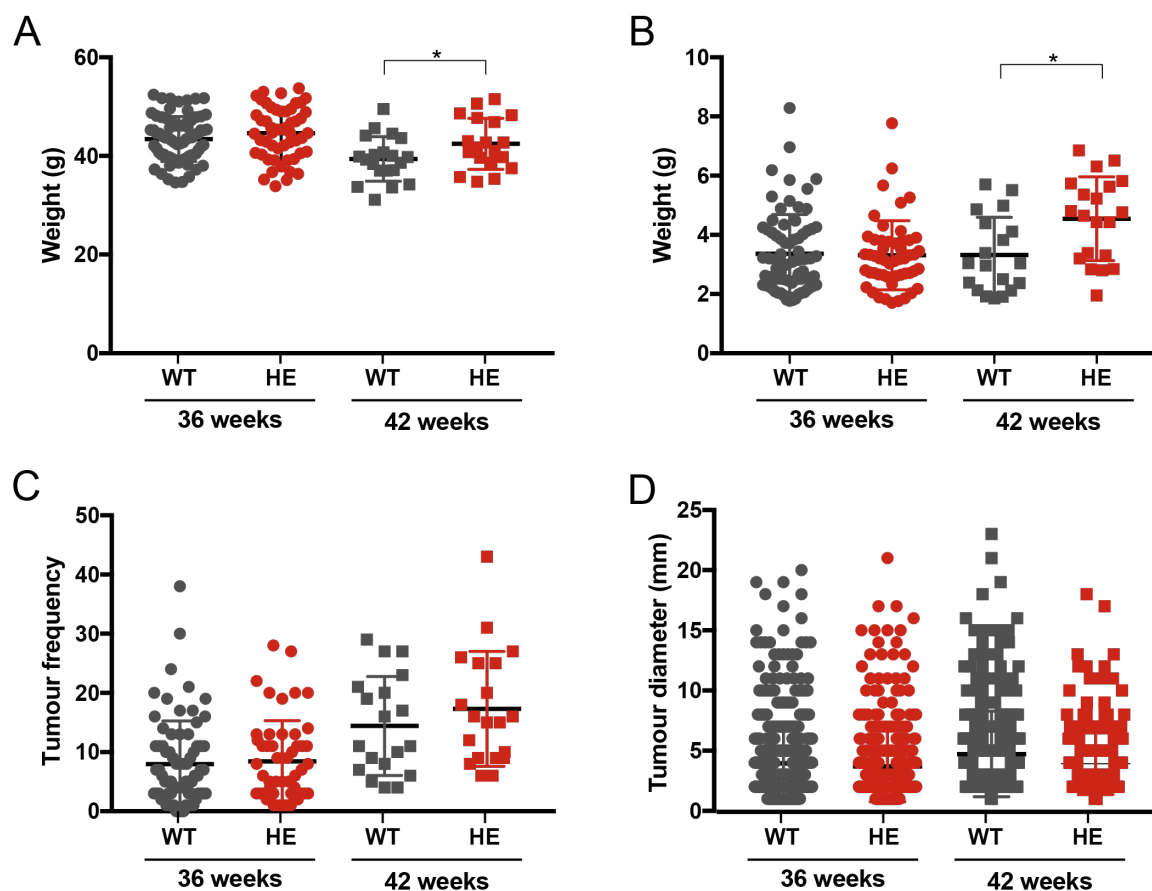 A
Weight (g)
60
40
20
0
*
WT HE WT HE
36 weeks 42 weeks
B
Weight (g)
10
8
6
4
2
0
*
WT HE WT HE
36 weeks 42 weeks
C
Tumour frequency
50
40
30
20
10
0
WT HE WT HE
36 weeks 42 weeks
D
Tumour diameter (mm)
25
20
15
10
5
0
WT HE WT HE
36 weeks 42 weeks